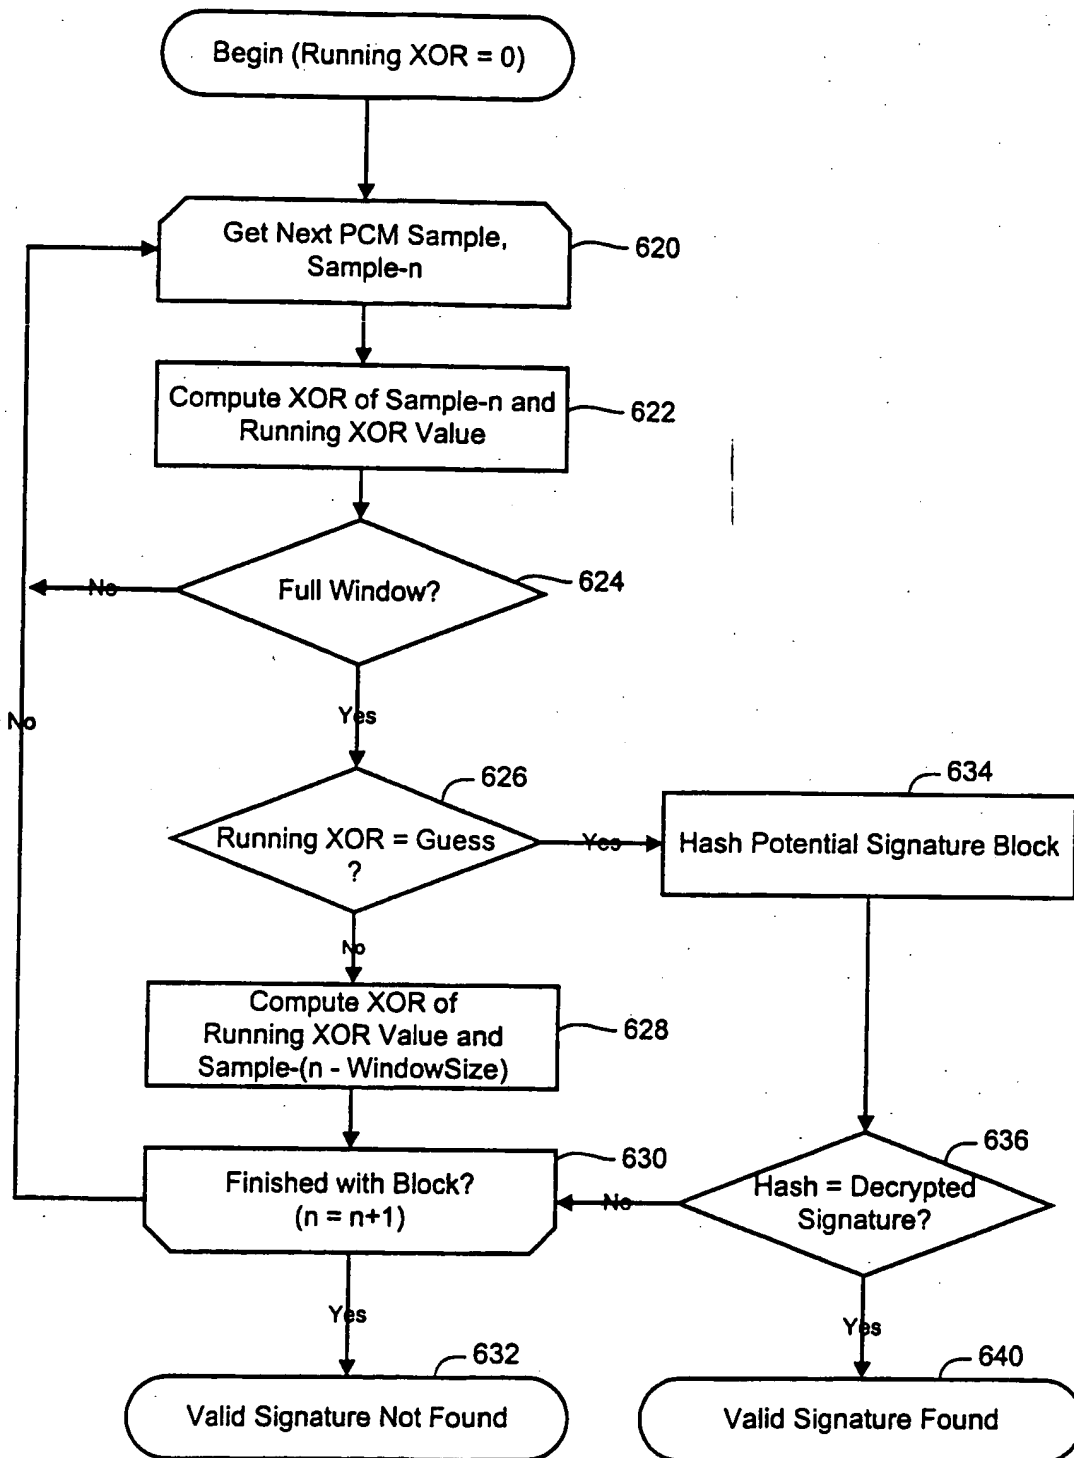 Begin (Running XOR = 0)
Get Next PCM Sample,
Sample-n
620
Compute XOR of Sample-n and
Running XOR Value
622
Full Window?
624
No
No
Yes
626
Running XOR = Guess
?
Yes
634
Hash Potential Signature Block
No
Compute XOR of
Running XOR Value and
Sample-(n - WindowSize)
628
630
Finished with Block?
(n = n+1)
No
636
Hash = Decrypted
Signature?
Yes
Yes
632
Valid Signature Not Found
640
Valid Signature Found